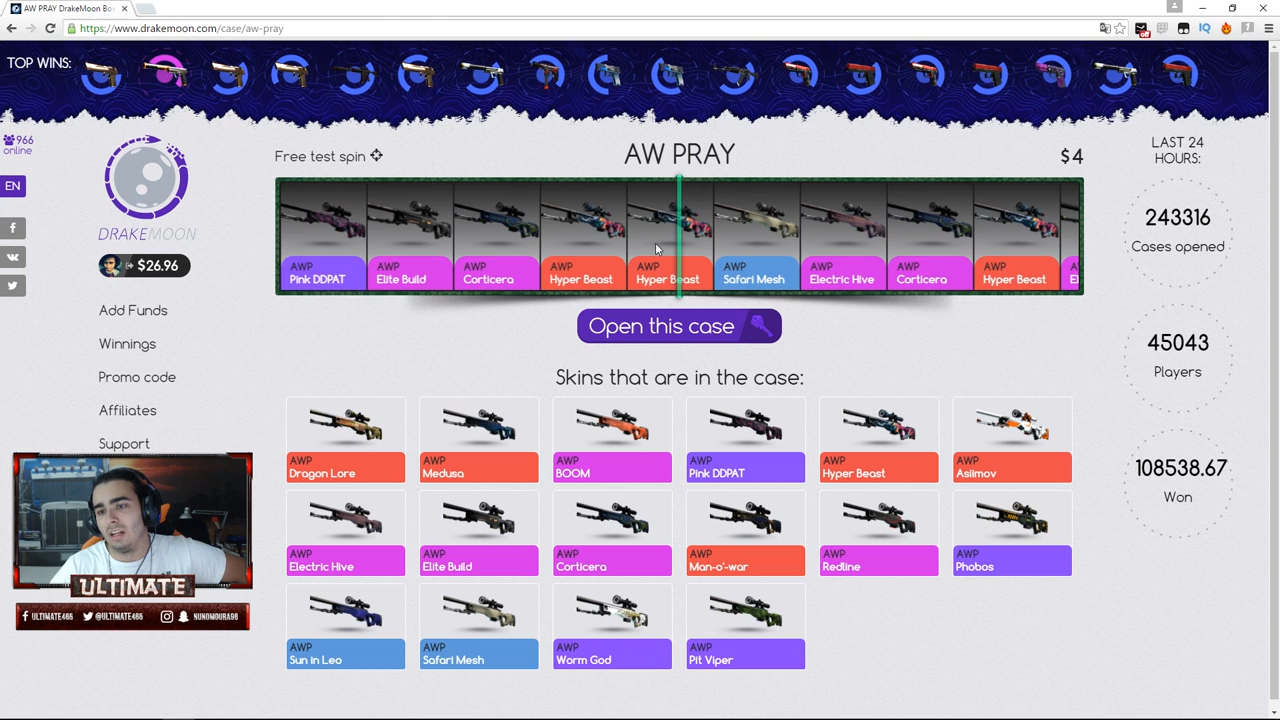 AW PRAY DrakeMoon Bo
https://www.drakemoon.com/case/aw-pray
off
IQ
TOP WINS:
966
online
EN
DRAKEMOON
$26.96
Add Funds
Winnings
Promo code
Affiliates
Support
Free test spin
AW PRAY
$4
AWP
Pink DDPAT
AWP
Elite Build
AWP
Corticera
AWP
Hyper Beast
AWP
Hyper Beast
AWP
Safari Mesh
AWP
Electric Hive
AWP
Corticera
AWP
Hyper Beast
Open this case
Skins that are in the case:
AWP
Dragon Lore
AWP
Medusa
AWP
BOOM
AWP
Pink DDPAT
AWP
Hyper Beast
AWP
Asiimov
AWP
Electric Hive
AWP
Elite Build
AWP
Corticera
AWP
Man-o'-war
AWP
Redline
AWP
Phobos
AWP
Sun in Leo
AWP
Safari Mesh
AWP
Worm God
AWP
Pit Viper
LAST 24
HOURS:
243316
Cases opened
45043
Players
108538.67
Won
ULTIMATE
ULTIMATE465 @ULTIMATE465 NUNOMOURA96